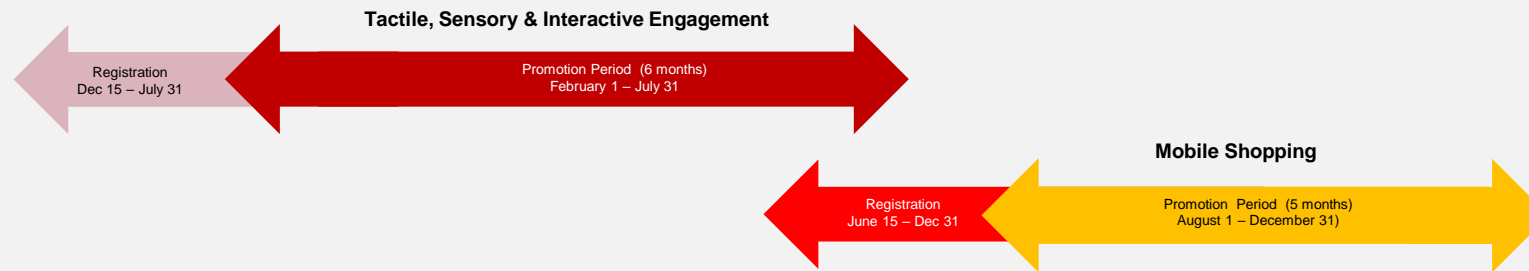 Tactile, Sensory & Interactive Engagement
Registration
Dec 15 – July 31
Promotion Period (6 months)
February 1 – July 31
Mobile Shopping
Registration
June 15 – Dec 31
Promotion Period (5 months)
August 1 – December 31)